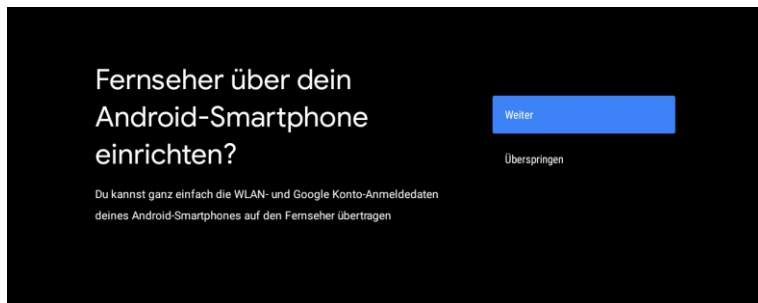 Fernseher über dein
Android-Smartphone
einrichten?
Du kannst ganz einfach die WLAN- und Google Konto-Anmeldedaten
deines Android-Smartphones auf den Fernseher übertragen
Weiter
Überspringen